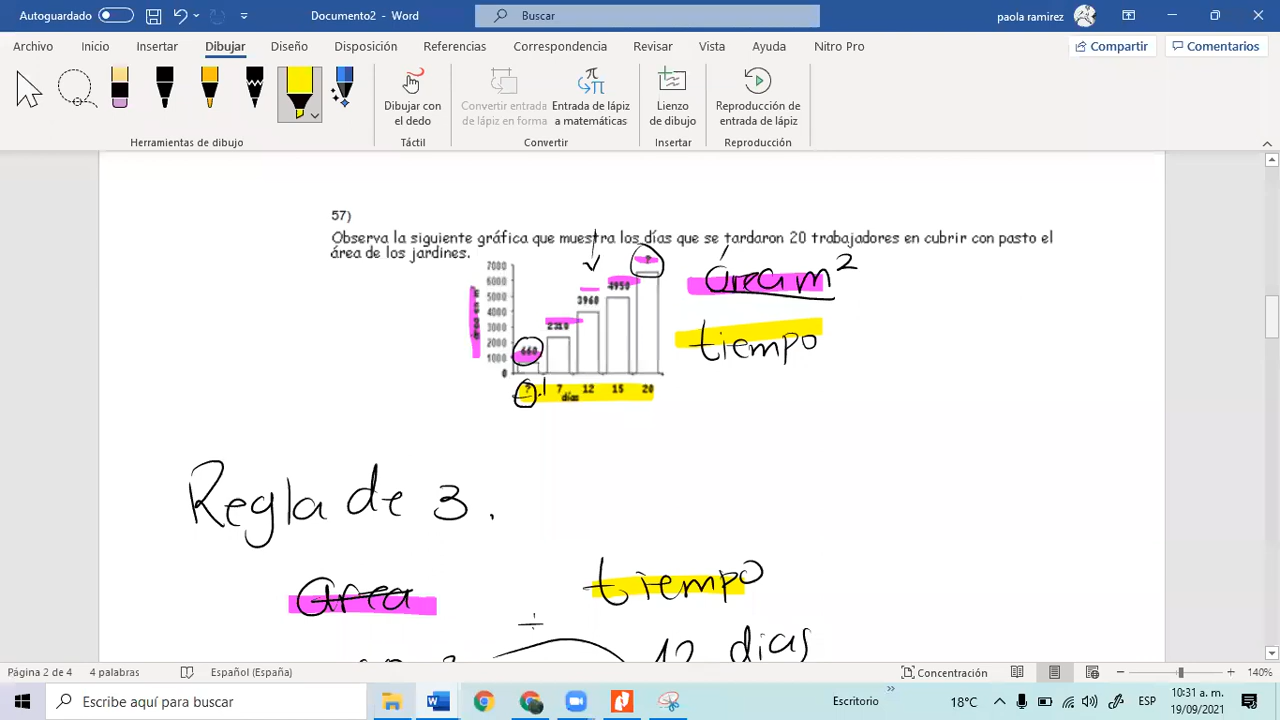 Autoguardado
Documento2 - Word
Buscar
paola ramirez
Archivo Inicio Insertar Dibujar Diseño Disposición Referencias Correspondencia Revisar Vista Ayuda Nitro Pro
Compartir Comentarios
Dibujar con el dedo
Convertir entrada de lápiz en forma
Entrada de lápiz a matemáticas
Lienzo de dibujo
Reproducción de entrada de lápiz
Herramientas de dibujo Táctil Convertir Insertar Reproducción
57)
Observa la siguiente gráfica que muestra los días que se tardaron 20 trabajadores en cubrir con pasto el
área de los jardines.
7000
6000
5000
4000
3000
2000
1000
0
área en m
660 2310 3960 4950 ?
? 7 12 15 20
días
área m²
tiempo
Regla de 3.
area tiempo
÷
12 dias
Página 2 de 4 4 palabras Español (España) Concentración 140%
Escribe aquí para buscar
Escritorio 18°C ESP 10:31 a. m.
19/09/2021